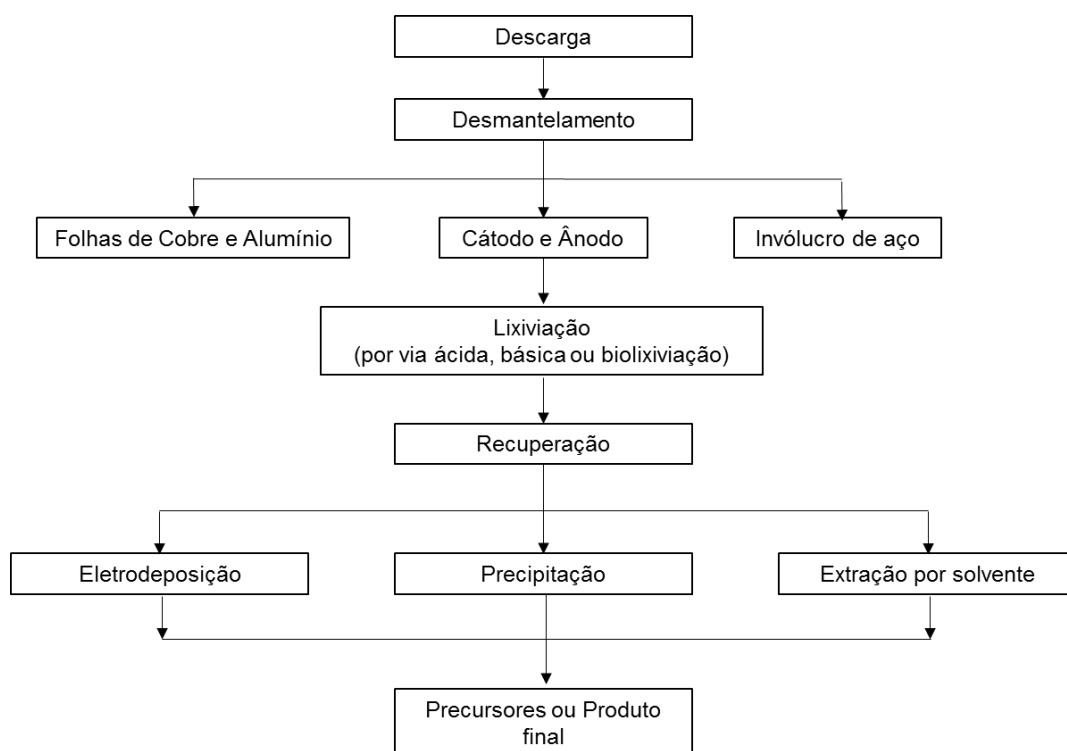 Descarga
Desmantelamento
Folhas de Cobre e Alumínio
Cátodo e Ânodo
Invólucro de aço
Lixiviação
(por via ácida, básica ou biolixiviação)
Recuperação
Eletrodeposição
Precipitação
Extração por solvente
Precursores ou Produto
final